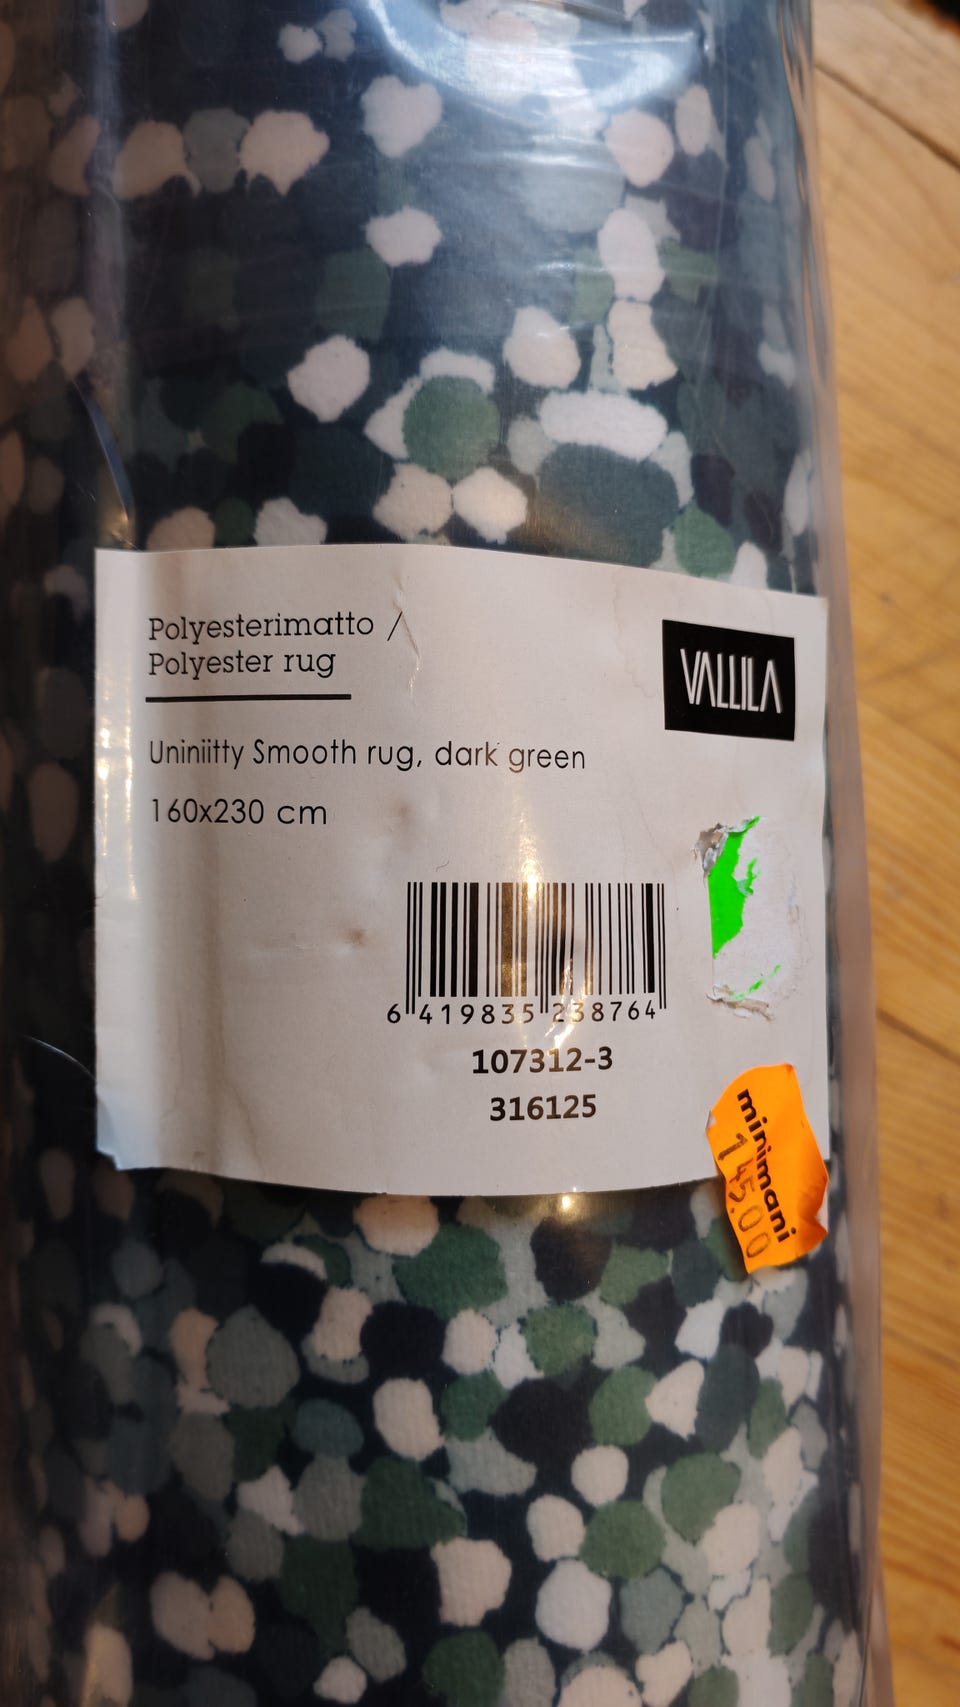 Polyesterimatto /
Polyester rug
VALLILA
Uniniitty Smooth rug, dark green
160x230 cm
6 419835 238764
107312-3
316125
minimani
145.00